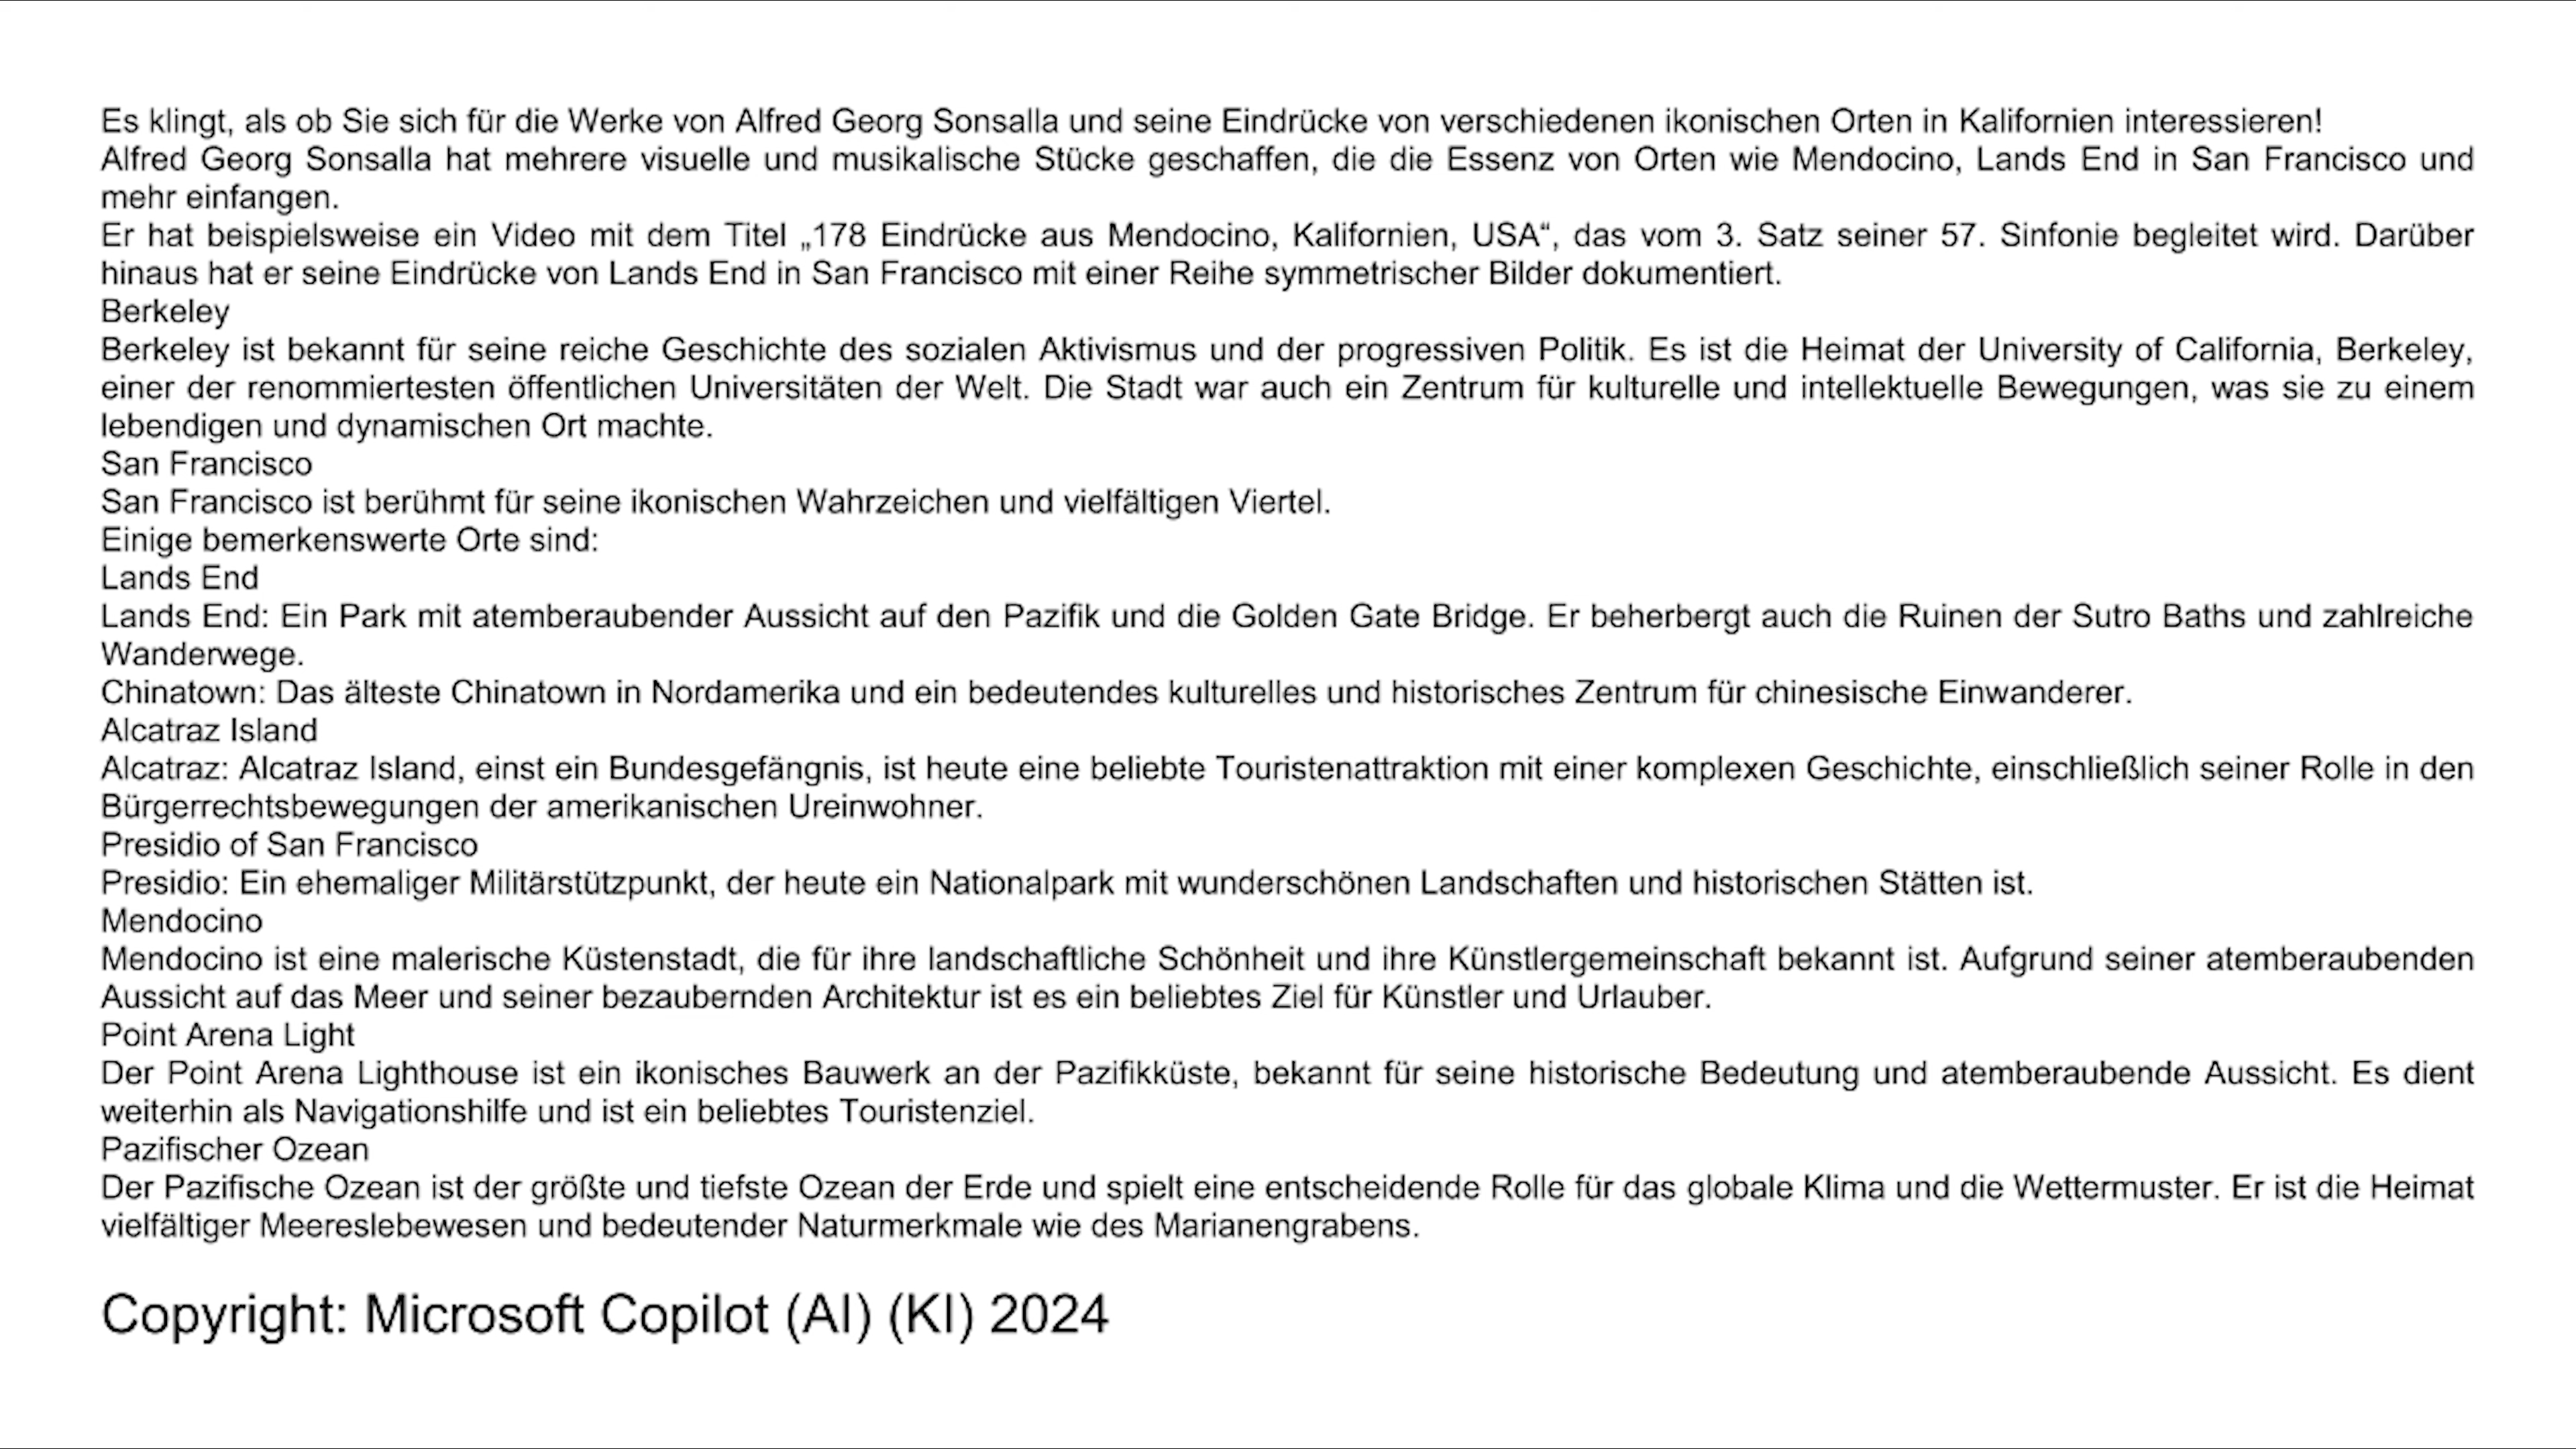 Es klingt, als ob Sie sich für die Werke von Alfred Georg Sonsalla und seine Eindrücke von verschiedenen ikonischen Orten in Kalifornien interessieren!
Alfred Georg Sonsalla hat mehrere visuelle und musikalische Stücke geschaffen, die die Essenz von Orten wie Mendocino, Lands End in San Francisco und
mehr einfangen.
Er hat beispielsweise ein Video mit dem Titel „178 Eindrücke aus Mendocino, Kalifornien, USA“, das vom 3. Satz seiner 57. Sinfonie begleitet wird. Darüber
hinaus hat er seine Eindrücke von Lands End in San Francisco mit einer Reihe symmetrischer Bilder dokumentiert.
Berkeley
Berkeley ist bekannt für seine reiche Geschichte des sozialen Aktivismus und der progressiven Politik. Es ist die Heimat der University of California, Berkeley,
einer der renommiertesten öffentlichen Universitäten der Welt. Die Stadt war auch ein Zentrum für kulturelle und intellektuelle Bewegungen, was sie zu einem
lebendigen und dynamischen Ort machte.
San Francisco
San Francisco ist berühmt für seine ikonischen Wahrzeichen und vielfältigen Viertel.
Einige bemerkenswerte Orte sind:
Lands End
Lands End: Ein Park mit atemberaubender Aussicht auf den Pazifik und die Golden Gate Bridge. Er beherbergt auch die Ruinen der Sutro Baths und zahlreiche
Wanderwege.
Chinatown: Das älteste Chinatown in Nordamerika und ein bedeutendes kulturelles und historisches Zentrum für chinesische Einwanderer.
Alcatraz Island
Alcatraz: Alcatraz Island, einst ein Bundesgefängnis, ist heute eine beliebte Touristenattraktion mit einer komplexen Geschichte, einschließlich seiner Rolle in den
Bürgerrechtsbewegungen der amerikanischen Ureinwohner.
Presidio of San Francisco
Presidio: Ein ehemaliger Militärstützpunkt, der heute ein Nationalpark mit wunderschönen Landschaften und historischen Stätten ist.
Mendocino
Mendocino ist eine malerische Küstenstadt, die für ihre landschaftliche Schönheit und ihre Künstlergemeinschaft bekannt ist. Aufgrund seiner atemberaubenden
Aussicht auf das Meer und seiner bezaubernden Architektur ist es ein beliebtes Ziel für Künstler und Urlauber.
Point Arena Light
Der Point Arena Lighthouse ist ein ikonisches Bauwerk an der Pazifikküste, bekannt für seine historische Bedeutung und atemberaubende Aussicht. Es dient
weiterhin als Navigationshilfe und ist ein beliebtes Touristenziel.
Pazifischer Ozean
Der Pazifische Ozean ist der größte und tiefste Ozean der Erde und spielt eine entscheidende Rolle für das globale Klima und die Wettermuster. Er ist die Heimat
vielfältiger Meereslebewesen und bedeutender Naturmerkmale wie des Marianengrabens.
Copyright: Microsoft Copilot (AI) (KI) 2024